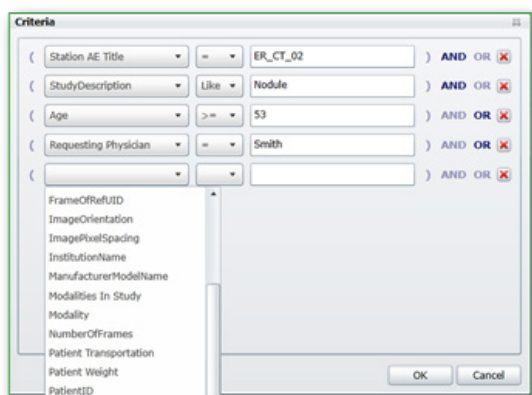 Criteria
( Station AE Title = ER_CT_02 ) AND OR
( StudyDescription Like Nodule ) AND OR
( Age >= 53 ) AND OR
( Requesting Physician = Smith ) AND OR
( ) AND OR
FrameOfRefUID
ImageOrientation
ImagePixelSpacing
InstitutionName
ManufacturerModelName
Modalities In Study
Modality
NumberOfFrames
Patient Transportation
Patient Weight
PatientID
OK Cancel